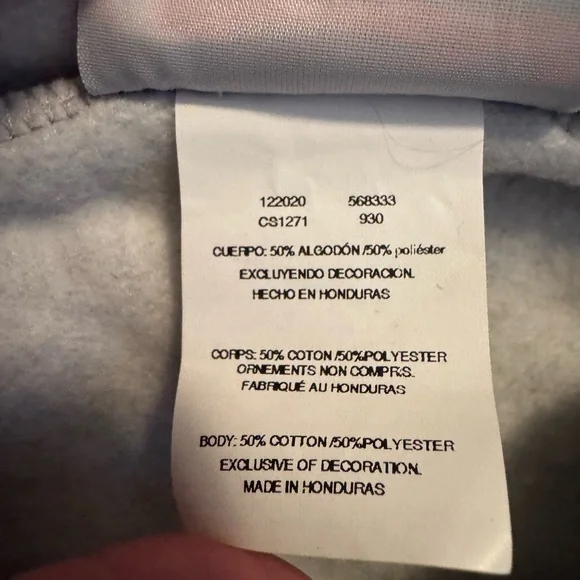 122020 568333
CS1271 930
CUERPO: 50% ALGODÓN /50% poliéster
EXCLUYENDO DECORACION.
HECHO EN HONDURAS
CORPS: 50% COTON /50%POLYESTER
ORNEMENTS NON COMPRIS.
FABRIQUÉ AU HONDURAS
BODY: 50% COTTON /50%POLYESTER
EXCLUSIVE OF DECORATION.
MADE IN HONDURAS